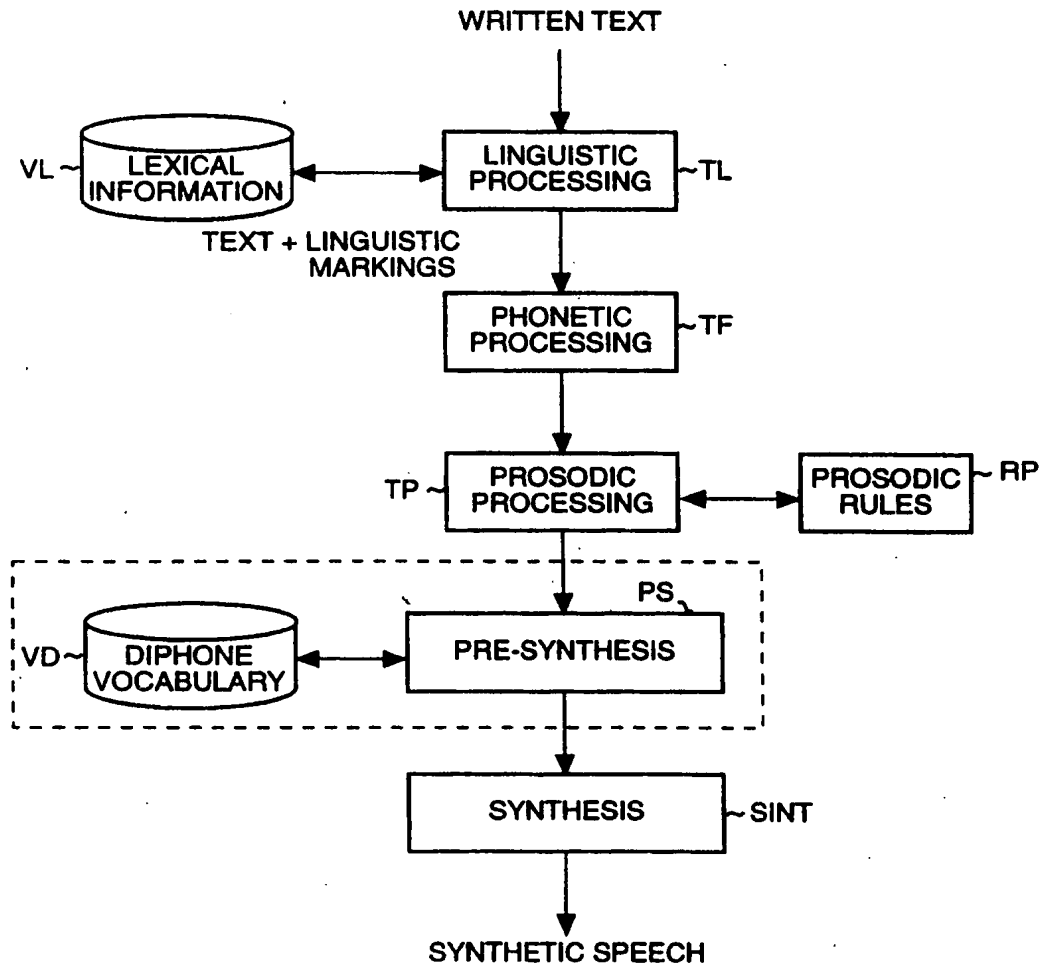 WRITTEN TEXT
VL
LEXICAL
INFORMATION
LINGUISTIC
PROCESSING
TL
TEXT + LINGUISTIC
MARKINGS
PHONETIC
PROCESSING
TF
TP
PROSODIC
PROCESSING
PROSODIC
RULES
RP
PS
VD
DIPHONE
VOCABULARY
PRE-SYNTHESIS
SYNTHESIS
SINT
SYNTHETIC SPEECH